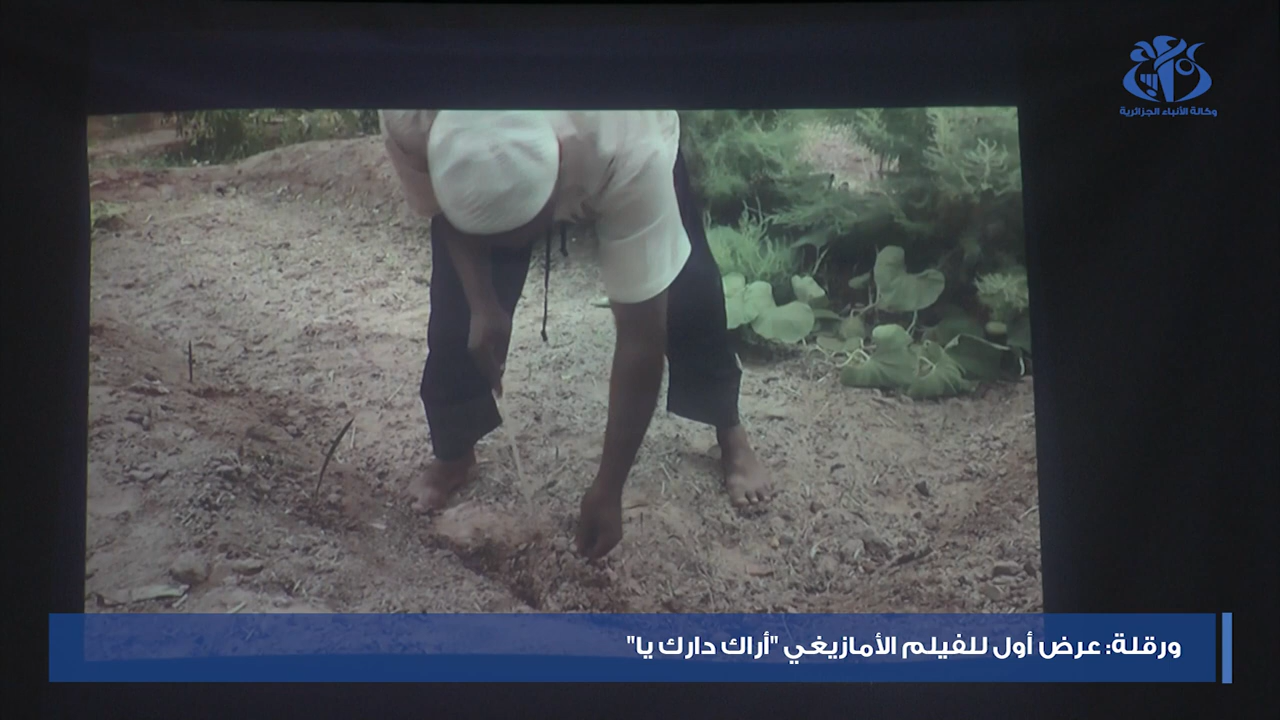 وكالة الأنباء الجزائرية
ورقلة: عرض أول للفيلم الأمازيغي "أراك دارك يا"